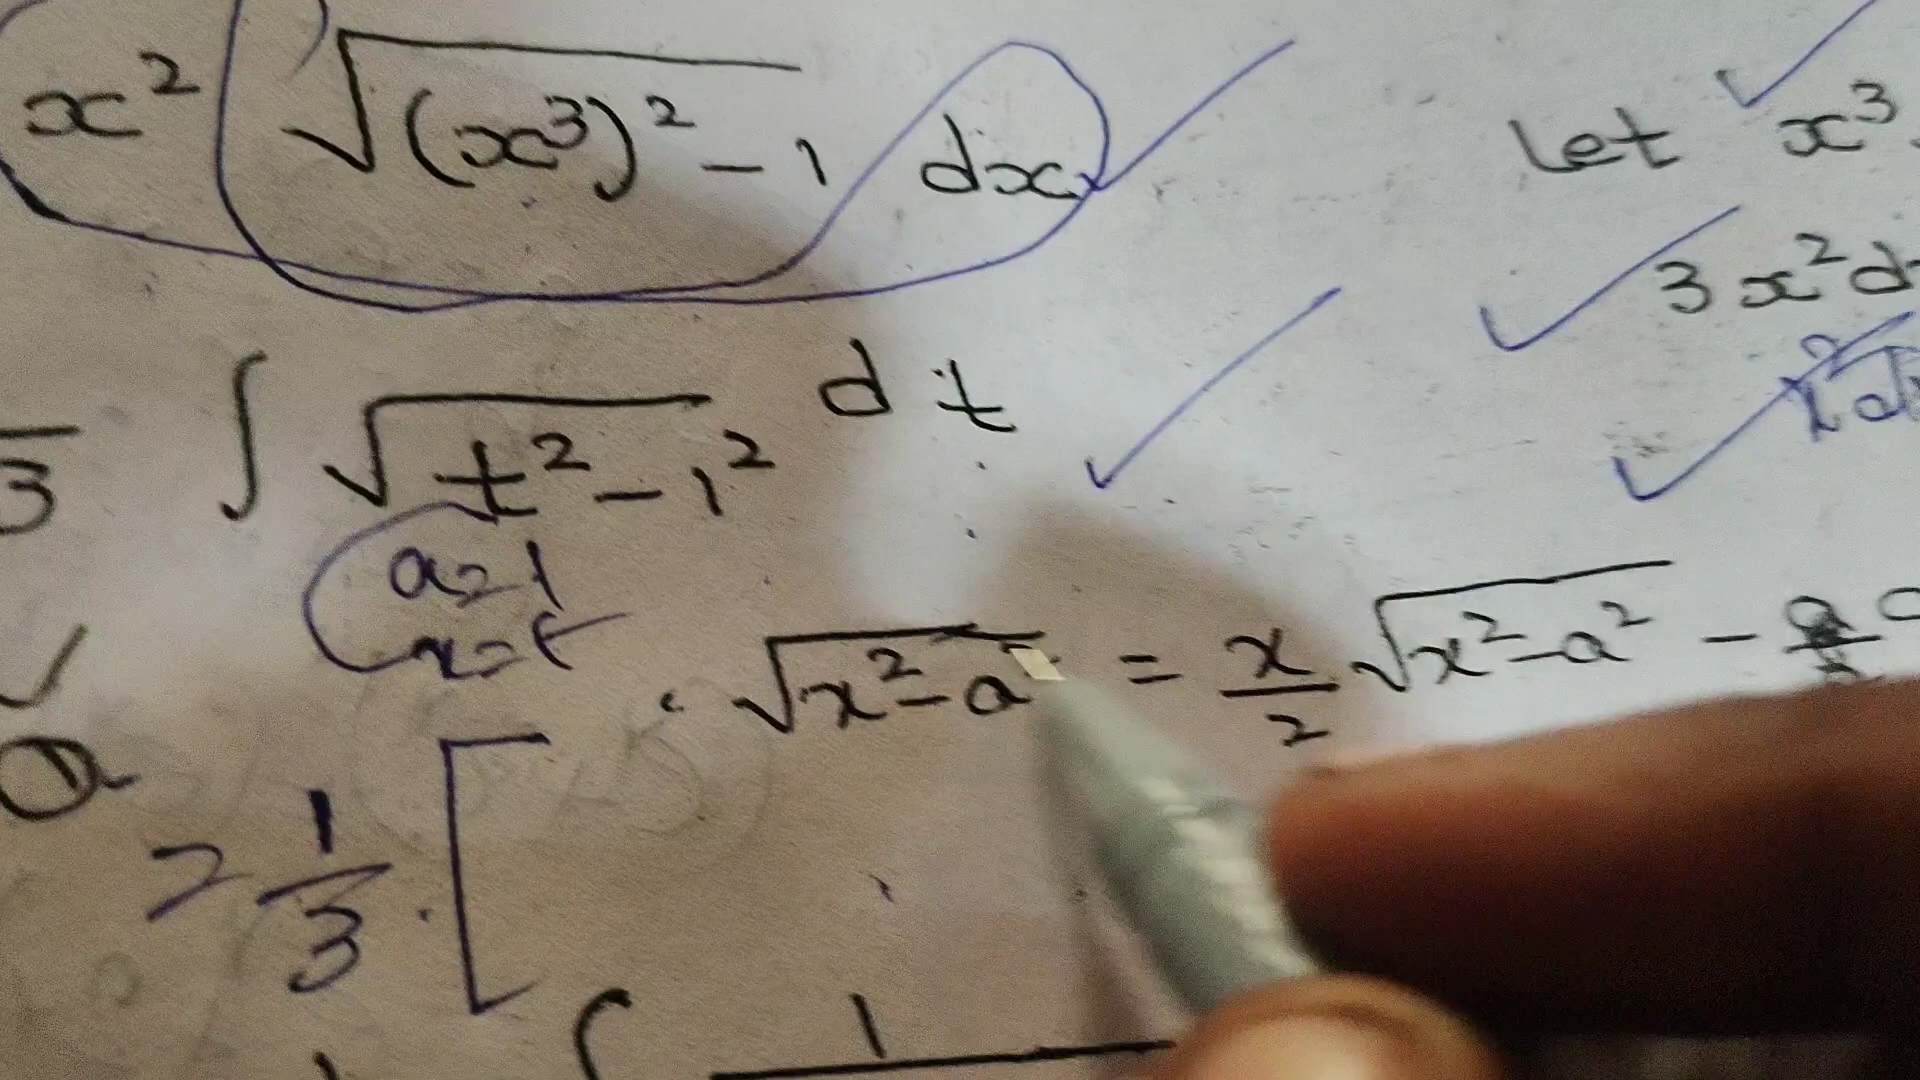 x² √(x³)² - 1 dx
Let x³
3x²d
x²d
3 ∫ √t² - 1² dt
a=1
x=t
√x²-a² = x/2 √x²-a² -
1/3 [
∫ 1